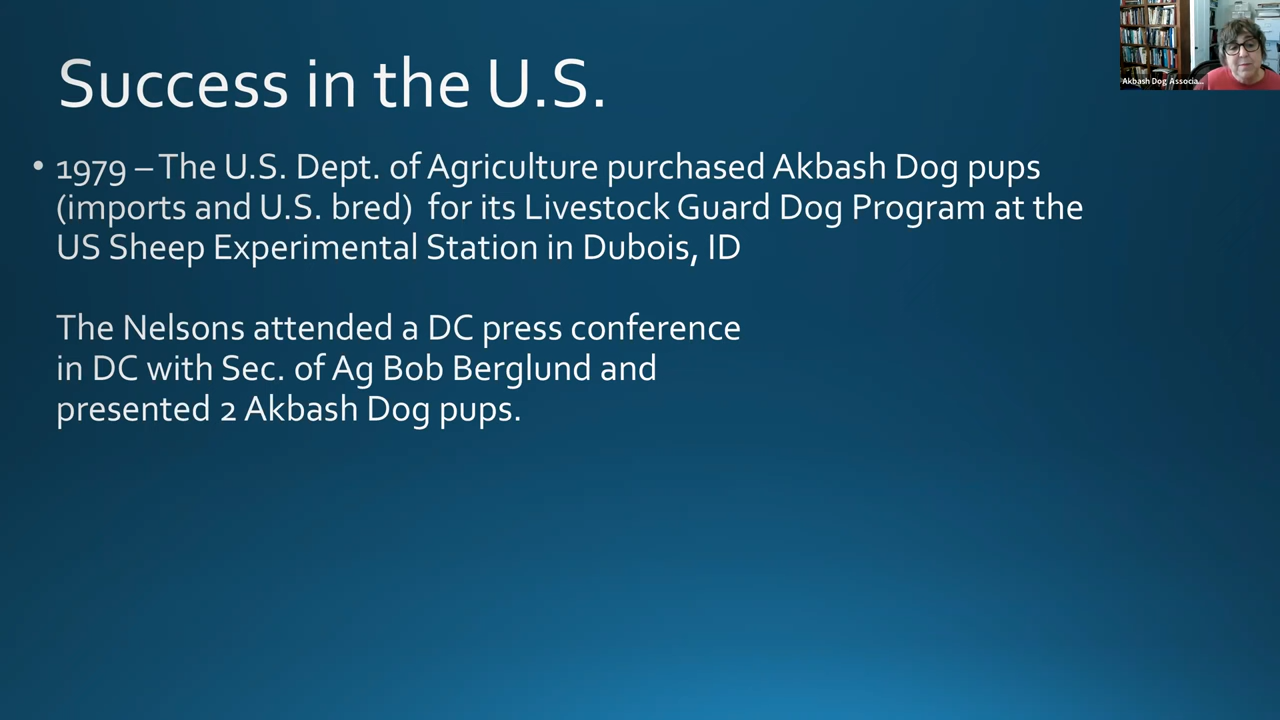 Success in the U.S.
• 1979 – The U.S. Dept. of Agriculture purchased Akbash Dog pups
(imports and U.S. bred)  for its Livestock Guard Dog Program at the
US Sheep Experimental Station in Dubois, ID
The Nelsons attended a DC press conference
in DC with Sec. of Ag Bob Berglund and
presented 2 Akbash Dog pups.
Akbash Dog Associa...